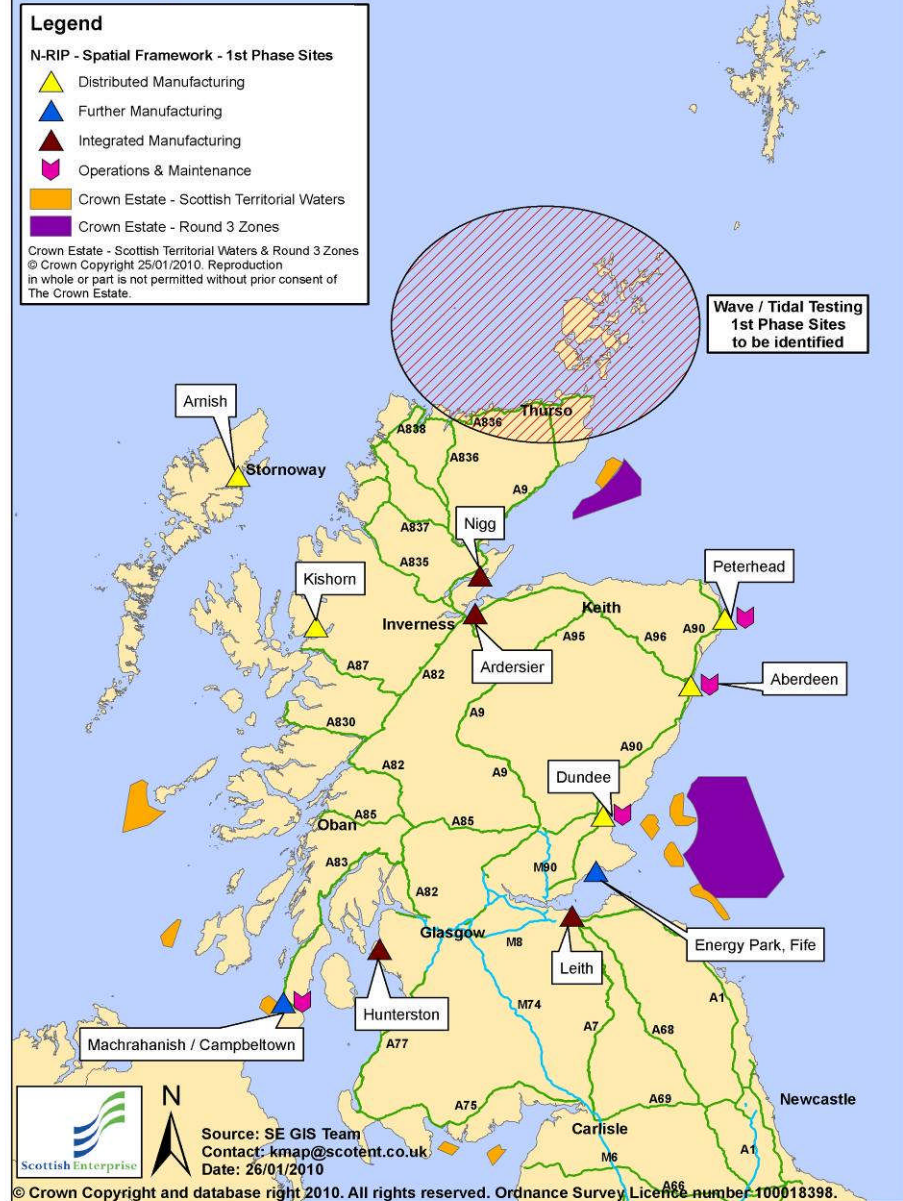 Legend
N-RIP - Spatial Framework - 1st Phase Sites
Distributed Manufacturing
Further Manufacturing
Integrated Manufacturing
Operations & Maintenance
Crown Estate - Scottish Territorial Waters
Crown Estate - Round 3 Zones
Crown Estate - Scottish Territorial Waters & Round 3 Zones
© Crown Copyright 25/01/2010. Reproduction
in whole or part is not permitted without prior consent of
The Crown Estate.
Wave / Tidal Testing
1st Phase Sites
to be identified
Arnish
Thurso
A838
A836
A836
Stornoway
A9
Nigg
A837
A835
Kishorn
Peterhead
Keith
Inverness
A90
A95
A96
Ardersier
A87
A82
Aberdeen
A9
A830
A90
A82
A9
Dundee
A85
A85
Oban
A83
M90
A82
Glasgow
M8
Energy Park, Fife
Leith
Hunterston
M74
A1
A7
A68
Machrahanish / Campbeltown
A77
A75
A69
Newcastle
Carlisle
A1
M6
A66
N
Scottish Enterprise
Source: SE GIS Team
Contact: kmap@scotent.co.uk
Date: 26/01/2010
© Crown Copyright and database right 2010. All rights reserved. Ordnance Survey Licence number 100018398.